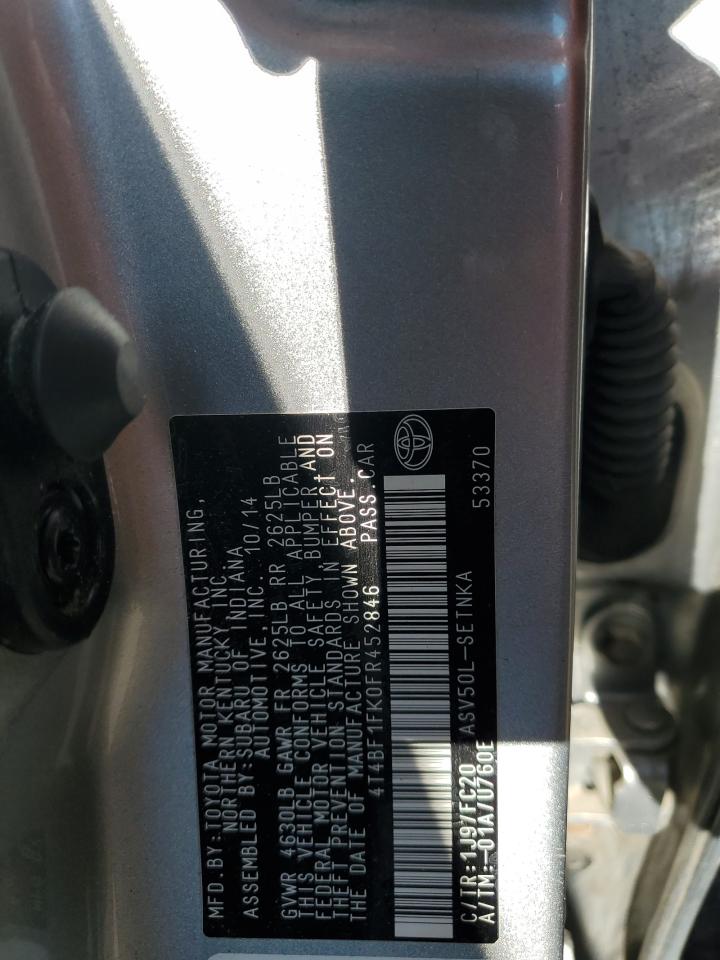 MFD.BY:TOYOTA MOTOR MANUFACTURING,
NORTHERN KENTUCKY, INC.
ASSEMBLED BY:SUBARU OF INDIANA
AUTOMOTIVE, INC. 10/14
GVWR 4630LB GAWR FR 2625LB RR 2625LB
THIS VEHICLE CONFORMS TO ALL APPLICABLE
FEDERAL MOTOR VEHICLE SAFETY, BUMPER, AND
THEFT PREVENTION STANDARDS IN EFFECT ON
THE DATE OF MANUFACTURE SHOWN ABOVE.
4T4BF1FK0FR452846 PASS.CAR
C/TR:1J9/FC20 ASV50L-SETNKA
A/TM:-01A/U760E 53370